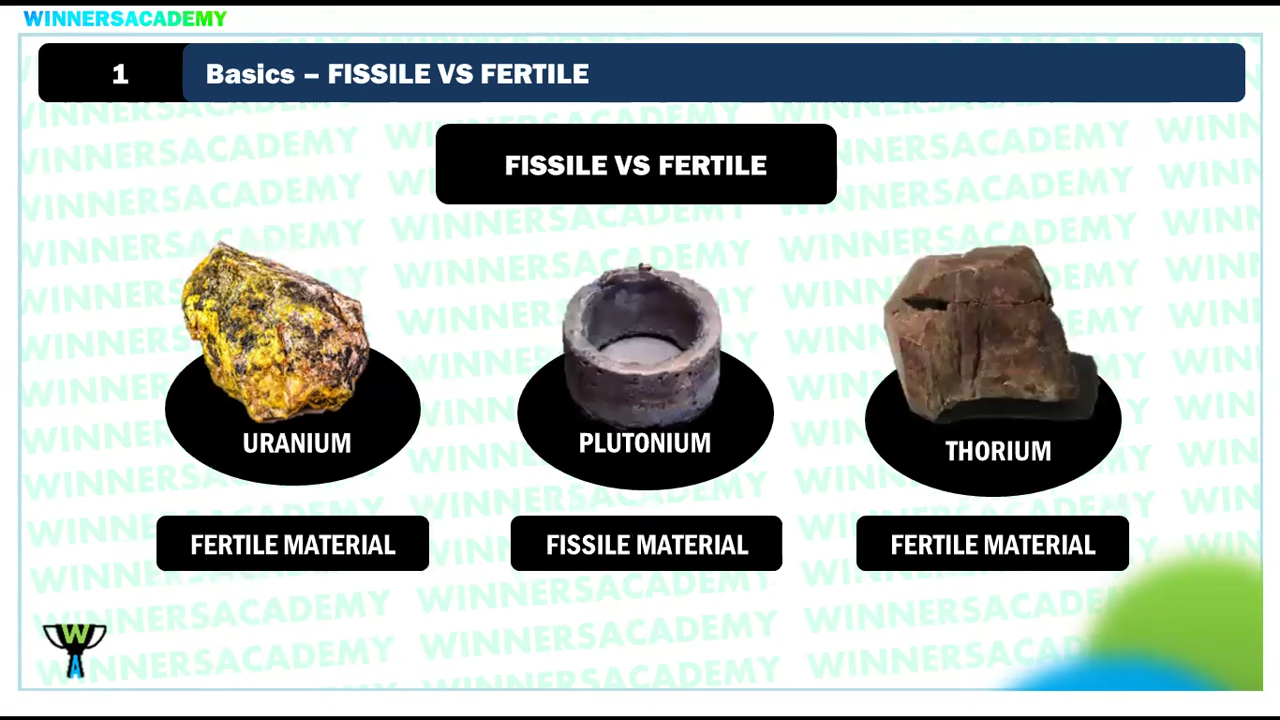 WINNERSACADEMY
1
Basics – FISSILE VS FERTILE
FISSILE VS FERTILE
URANIUM
PLUTONIUM
THORIUM
FERTILE MATERIAL
FISSILE MATERIAL
FERTILE MATERIAL
W
A